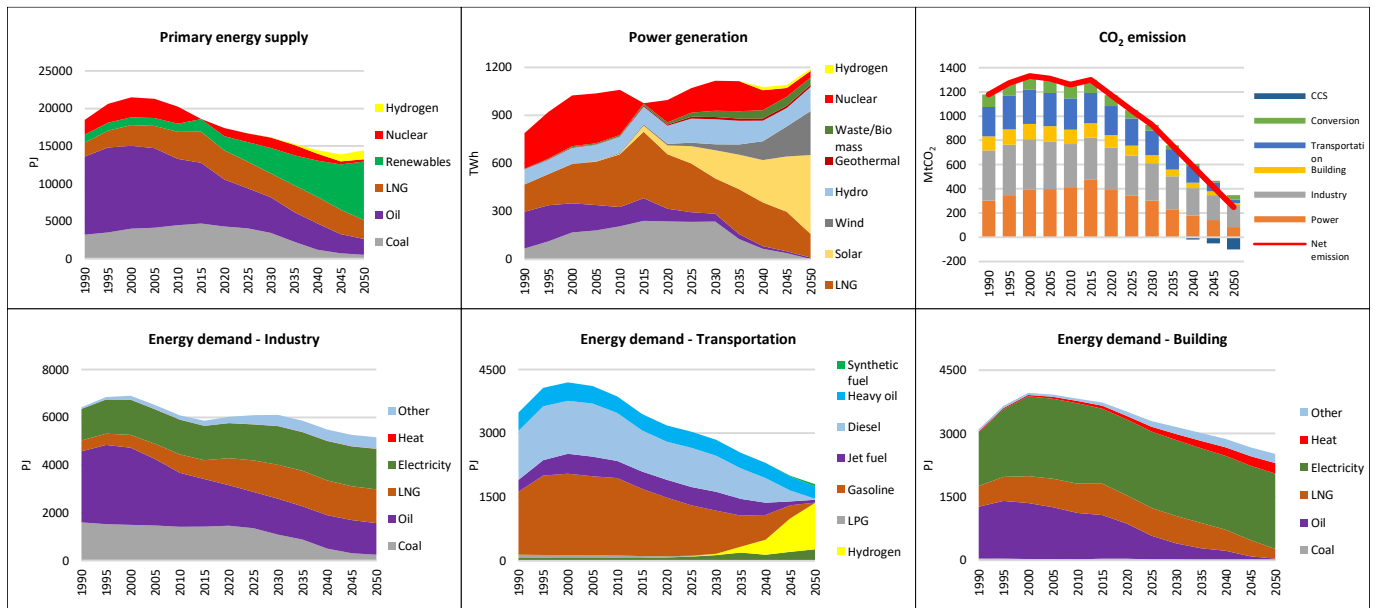 Primary energy supply
25000
20000
15000
10000
5000
0
PJ
1990
1995
2000
2005
2010
2015
2020
2025
2030
2035
2040
2045
2050
Hydrogen
Nuclear
Renewables
LNG
Oil
Coal
Power generation
1200
900
600
300
0
TWh
1990
1995
2000
2005
2010
2015
2020
2025
2030
2035
2040
2045
2050
Hydrogen
Nuclear
Waste/Bio
mass
Geothermal
Hydro
Wind
Solar
LNG
CO2 emission
1400
1200
1000
800
600
400
200
0
-200
MtCO2
1990
1995
2000
2005
2010
2015
2020
2025
2030
2035
2040
2045
2050
CCS
Conversion
Transportati
on
Building
Industry
Power
Net
emission
Energy demand - Industry
8000
6000
4000
2000
0
PJ
1990
1995
2000
2005
2010
2015
2020
2025
2030
2035
2040
2045
2050
Other
Heat
Electricity
LNG
Oil
Coal
Energy demand - Transportation
4500
3000
1500
0
PJ
1990
1995
2000
2005
2010
2015
2020
2025
2030
2035
2040
2045
2050
Synthetic
fuel
Heavy oil
Diesel
Jet fuel
Gasoline
LPG
Hydrogen
Energy demand - Building
4500
3000
1500
0
PJ
1990
1995
2000
2005
2010
2015
2020
2025
2030
2035
2040
2045
2050
Other
Heat
Electricity
LNG
Oil
Coal